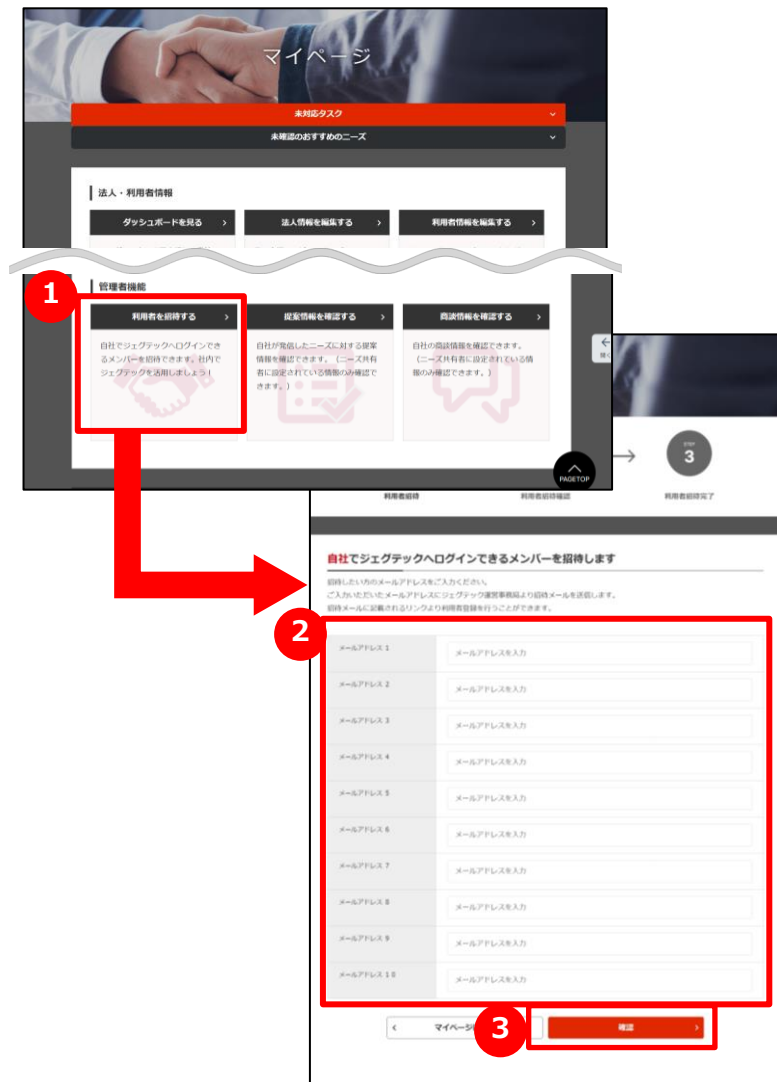 マイページ
未対応タスク
未確認のおすすめのニーズ
法人・利用者情報
ダッシュボードを見る
法人情報を編集する
利用者情報を編集する
1
管理者機能
利用者を招待する
提案情報を確認する
商談情報を確認する
自社でジェグテックへログインでき
るメンバーを招待できます。社内で
ジェグテックを活用しましょう！
自社が発信したニーズに対する提案
情報を確認できます。（ニーズ共有
者に設定されている情報のみ確認で
きます。）
自社の商談情報を確認できます。
（ニーズ共有者に設定されている情
報のみ確認できます。）
PAGETOP
STEP
3
利用者招待
利用者招待確認
利用者招待完了
自社でジェグテックへログインできるメンバーを招待します
招待したい方のメールアドレスをご入力ください。
ご入力いただいたメールアドレスにジェグテック運営事務局より招待メールを送信します。
招待メールに記載されるリンクより利用者登録を行うことができます。
2
メールアドレス 1 メールアドレスを入力
メールアドレス 2 メールアドレスを入力
メールアドレス 3 メールアドレスを入力
メールアドレス 4 メールアドレスを入力
メールアドレス 5 メールアドレスを入力
メールアドレス 6 メールアドレスを入力
メールアドレス 7 メールアドレスを入力
メールアドレス 8 メールアドレスを入力
メールアドレス 9 メールアドレスを入力
メールアドレス 1 0 メールアドレスを入力
マイページ
3
確認